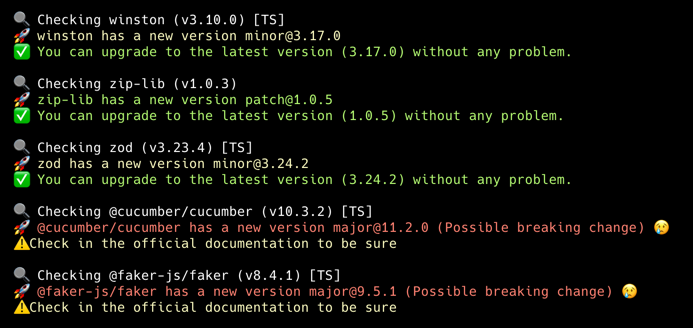 🔍 Checking winston (v3.10.0) [TS]
🚀 winston has a new version minor@3.17.0
✅ You can upgrade to the latest version (3.17.0) without any problem.
🔍 Checking zip-lib (v1.0.3)
🚀 zip-lib has a new version patch@1.0.5
✅ You can upgrade to the latest version (1.0.5) without any problem.
🔍 Checking zod (v3.23.4) [TS]
🚀 zod has a new version minor@3.24.2
✅ You can upgrade to the latest version (3.24.2) without any problem.
🔍 Checking @cucumber/cucumber (v10.3.2) [TS]
🚀 @cucumber/cucumber has a new version major@11.2.0 (Possible breaking change) 😢
⚠️Check in the official documentation to be sure
🔍 Checking @faker-js/faker (v8.4.1) [TS]
🚀 @faker-js/faker has a new version major@9.5.1 (Possible breaking change) 😢
⚠️Check in the official documentation to be sure